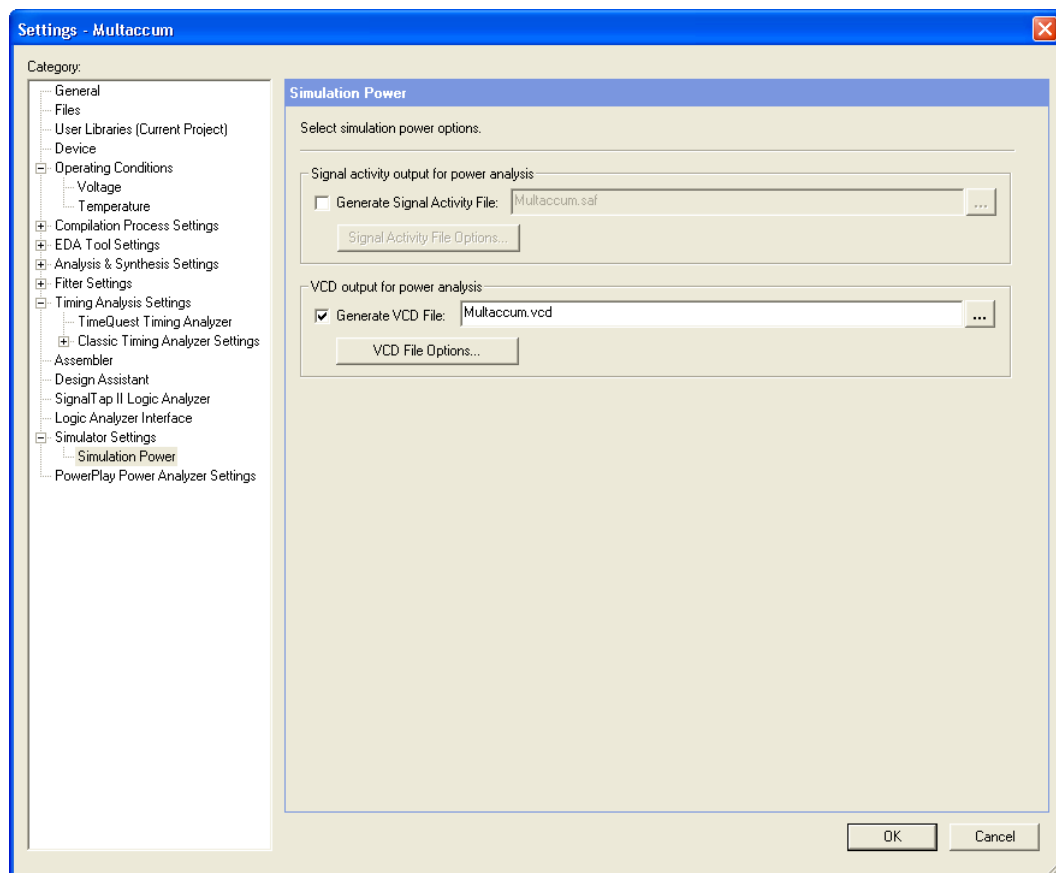 Settings - Multaccum
Category:
General
Files
User Libraries (Current Project)
Device
Operating Conditions
Voltage
Temperature
Compilation Process Settings
EDA Tool Settings
Analysis & Synthesis Settings
Fitter Settings
Timing Analysis Settings
TimeQuest Timing Analyzer
Classic Timing Analyzer Settings
Assembler
Design Assistant
SignalTap II Logic Analyzer
Logic Analyzer Interface
Simulator Settings
Simulation Power
PowerPlay Power Analyzer Settings
Simulation Power
Select simulation power options.
Signal activity output for power analysis
Generate Signal Activity File: Multaccum.saf ...
Signal Activity File Options...
VCD output for power analysis
Generate VCD File: Multaccum.vcd ...
VCD File Options...
OK Cancel